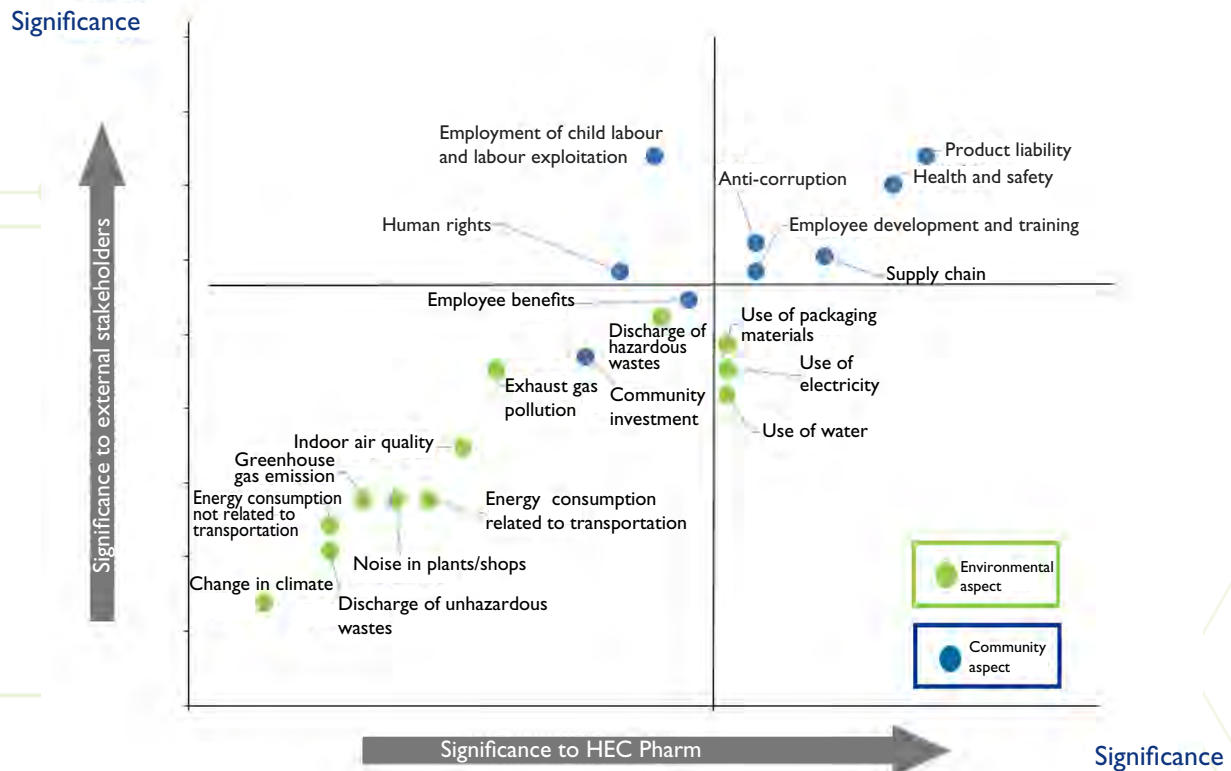 Significance
Employment of child labour
and labour exploitation
Product liability
Anti-corruption
Health and safety
Human rights
Employee development and training
Supply chain
Employee benefits
Use of packaging
materials
Discharge of
hazardous
wastes
Use of
electricity
Exhaust gas
pollution
Community
investment
Use of water
Indoor air quality
Greenhouse
gas emission
Energy consumption
not related to
transportation
Energy consumption
related to transportation
Noise in plants/shops
Change in climate
Discharge of unhazardous
wastes
Environmental
aspect
Community
aspect
Significance to external stakeholders
Significance to HEC Pharm
Significance